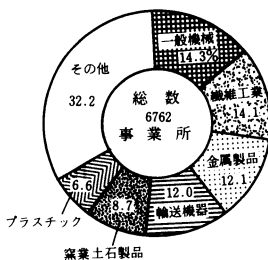 一般機械
14.3%
繊維工業
14.1
金属製品
12.1
12.0
輸送機器
8.7
窯業土石製品
6.6
プラスチック
その他
32.2
総数
6762
事業所